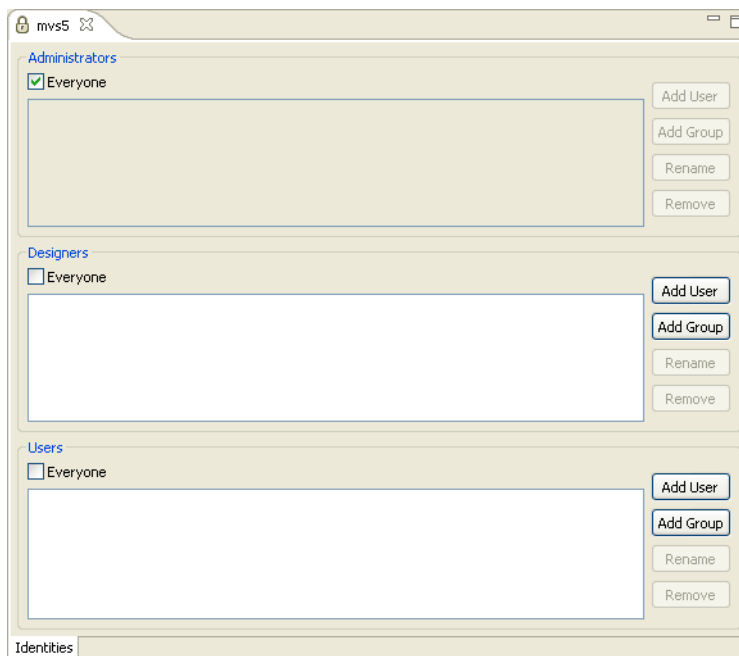 mvs5
Administrators
Everyone
Add User
Add Group
Rename
Remove
Designers
Everyone
Add User
Add Group
Rename
Remove
Users
Everyone
Add User
Add Group
Rename
Remove
Identities